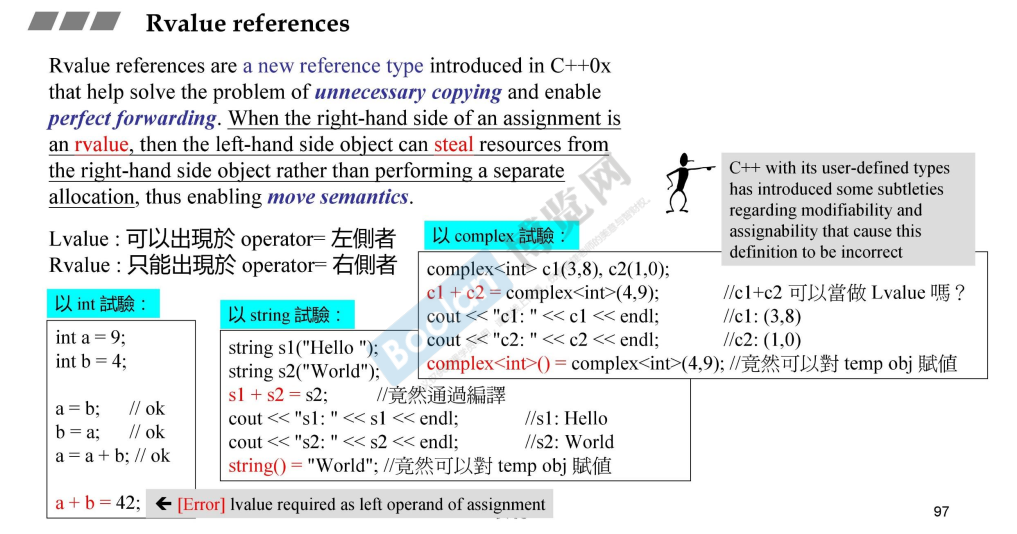 Rvalue references
Rvalue references are a new reference type introduced in C++0x
that help solve the problem of unnecessary copying and enable
perfect forwarding. When the right-hand side of an assignment is
an rvalue, then the left-hand side object can steal resources from
the right-hand side object rather than performing a separate
allocation, thus enabling move semantics.
C++ with its user-defined types
has introduced some subtleties
regarding modifiability and
assignability that cause this
definition to be incorrect
Lvalue : 可以出現於 operator= 左側者
Rvalue : 只能出現於 operator= 右側者
以 int 試驗：
int a = 9;
int b = 4;
a = b; // ok
b = a; // ok
a = a + b; // ok
a + b = 42;
🡸 [Error] lvalue required as left operand of assignment
以 string 試驗：
string s1("Hello ");
string s2("World");
s1 + s2 = s2; //竟然通過編譯
cout << "s1: " << s1 << endl; //s1: Hello
cout << "s2: " << s2 << endl; //s2: World
string() = "World"; //竟然可以對 temp obj 賦值
以 complex 試驗：
complex<int> c1(3,8), c2(1,0);
c1 + c2 = complex<int>(4,9); //c1+c2 可以當做 Lvalue 嗎？
cout << "c1: " << c1 << endl; //c1: (3,8)
cout << "c2: " << c2 << endl; //c2: (1,0)
complex<int>() = complex<int>(4,9); //竟然可以對 temp obj 賦值
Boolan 博览网
97